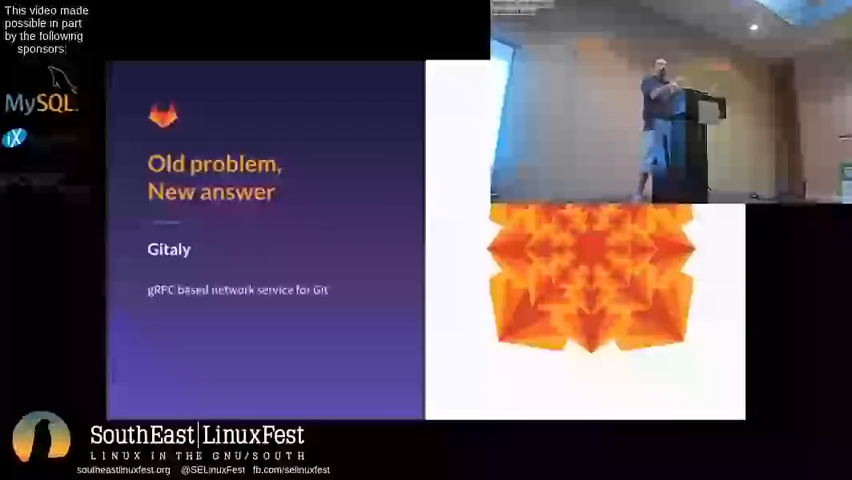 This video made
possible in part
by the following
sponsors:
MySQL
iX
Old problem,
New answer
Gitaly
gRPC based network service for Git
SouthEast|LinuxFest
LINUX IN THE GNU/SOUTH
southeastlinuxfest.org @SELinuxFest fb.com/selinuxfest